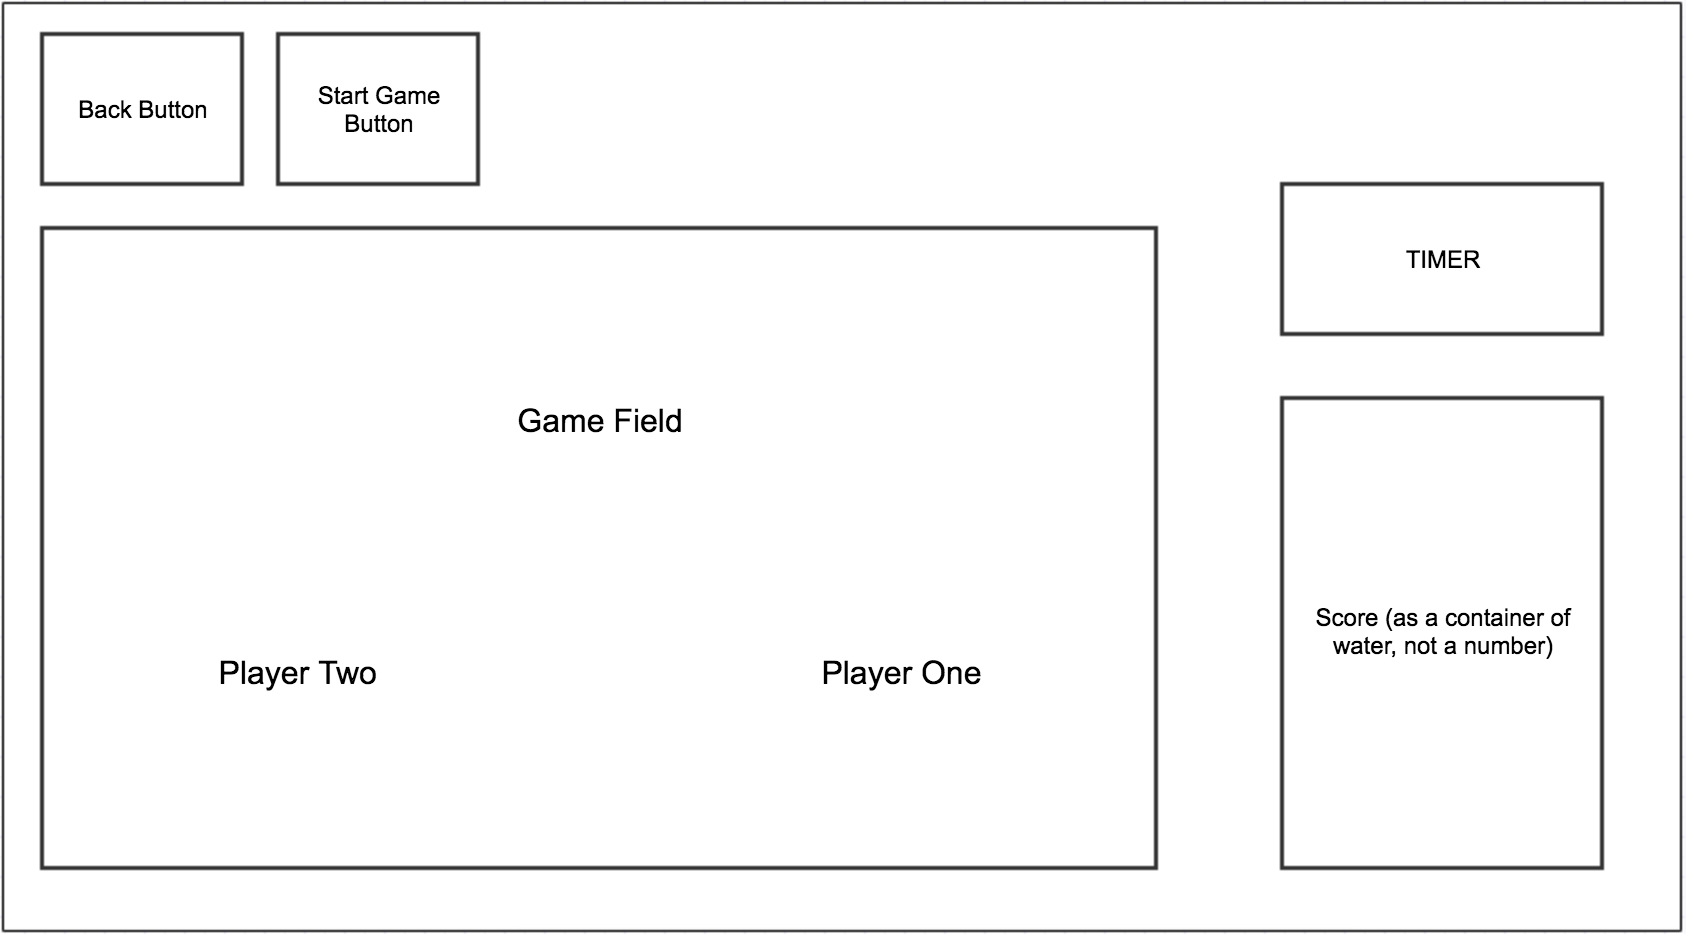 Back Button
Start Game
Button
TIMER
Game Field
Score (as a container of
water, not a number)
Player Two
Player One